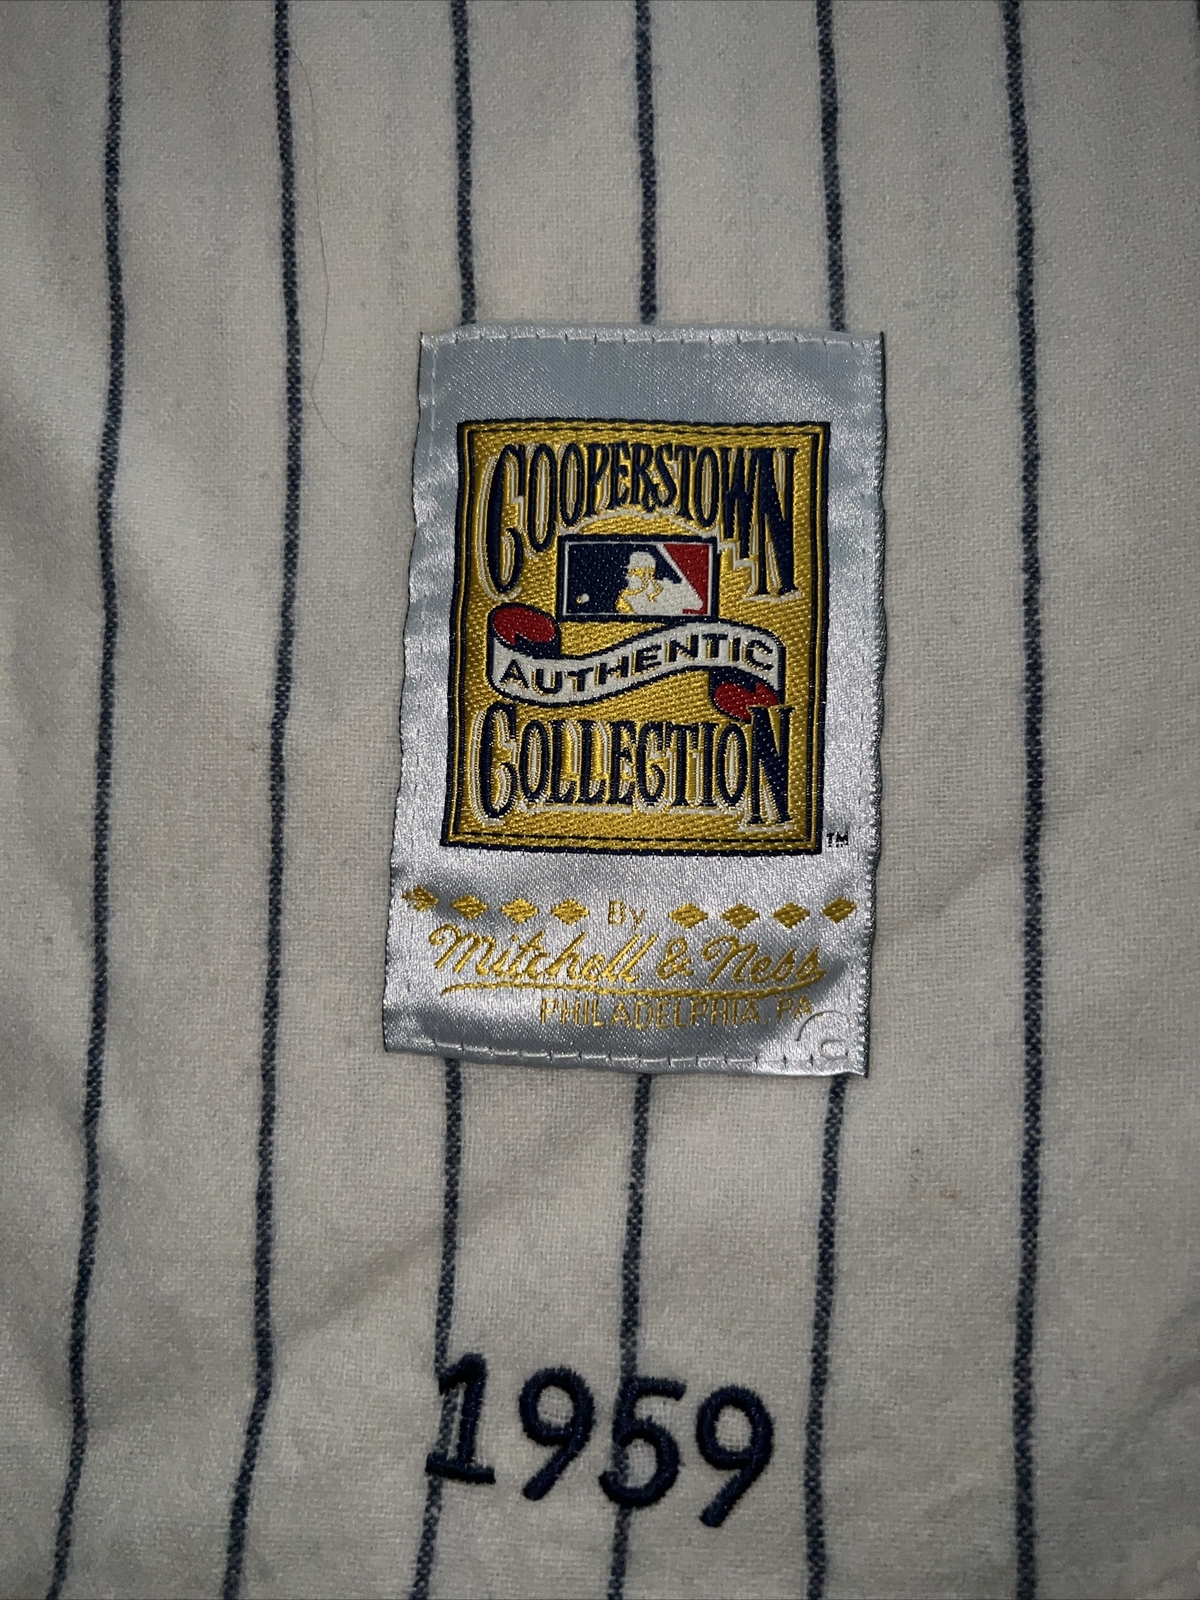 COOPERSTOWN
AUTHENTIC
COLLECTION
TM
By
Mitchell & Ness
PHILADELPHIA PA
1959